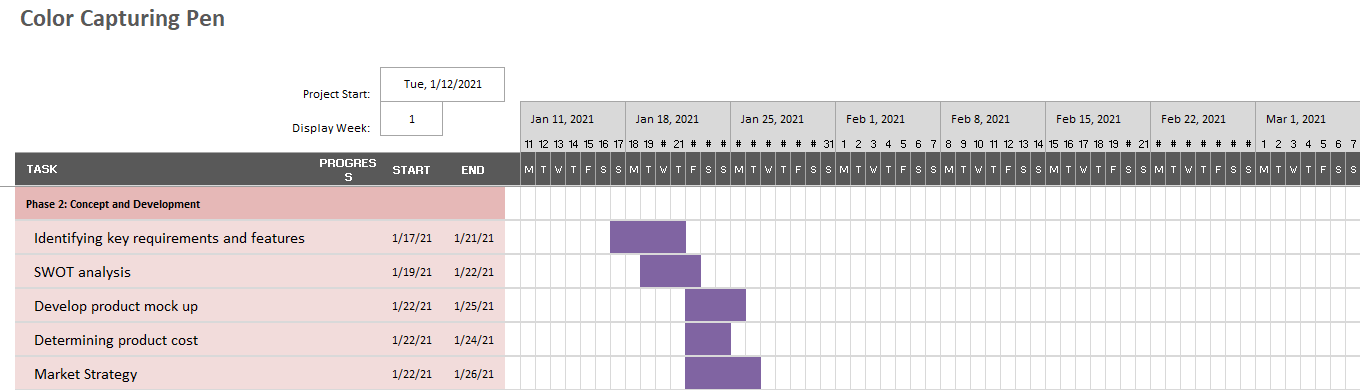 Color Capturing Pen
Project Start: Tue, 1/12/2021
Display Week: 1
Jan 11, 2021 Jan 18, 2021 Jan 25, 2021 Feb 1, 2021 Feb 8, 2021 Feb 15, 2021 Feb 22, 2021 Mar 1, 2021
11 12 13 14 15 16 17 18 19 # 21 # # # # # # # # # 31 1 2 3 4 5 6 7 8 9 10 11 12 13 14 15 16 17 18 19 # 21 # # # # # # # 1 2 3 4 5 6 7
TASK PROGRES START END M T W T F S S M T W T F S S M T W T F S S M T W T F S S M T W T F S S M T W T F S S M T W T F S S M T W T F S S
S
Phase 2: Concept and Development
Identifying key requirements and features 1/17/21 1/21/21
SWOT analysis 1/19/21 1/22/21
Develop product mock up 1/22/21 1/25/21
Determining product cost 1/22/21 1/24/21
Market Strategy 1/22/21 1/26/21